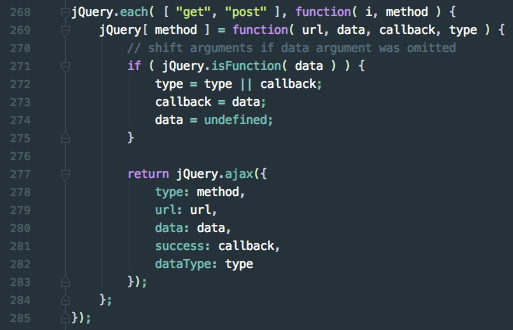 268 jQuery.each( [ "get", "post" ], function( i, method ) {
269     jQuery[ method ] = function( url, data, callback, type ) {
270         // shift arguments if data argument was omitted
271         if ( jQuery.isFunction( data ) ) {
272             type = type || callback;
273             callback = data;
274             data = undefined;
275         }
276
277         return jQuery.ajax({
278             type: method,
279             url: url,
280             data: data,
281             success: callback,
282             dataType: type
283         });
284     };
285 });